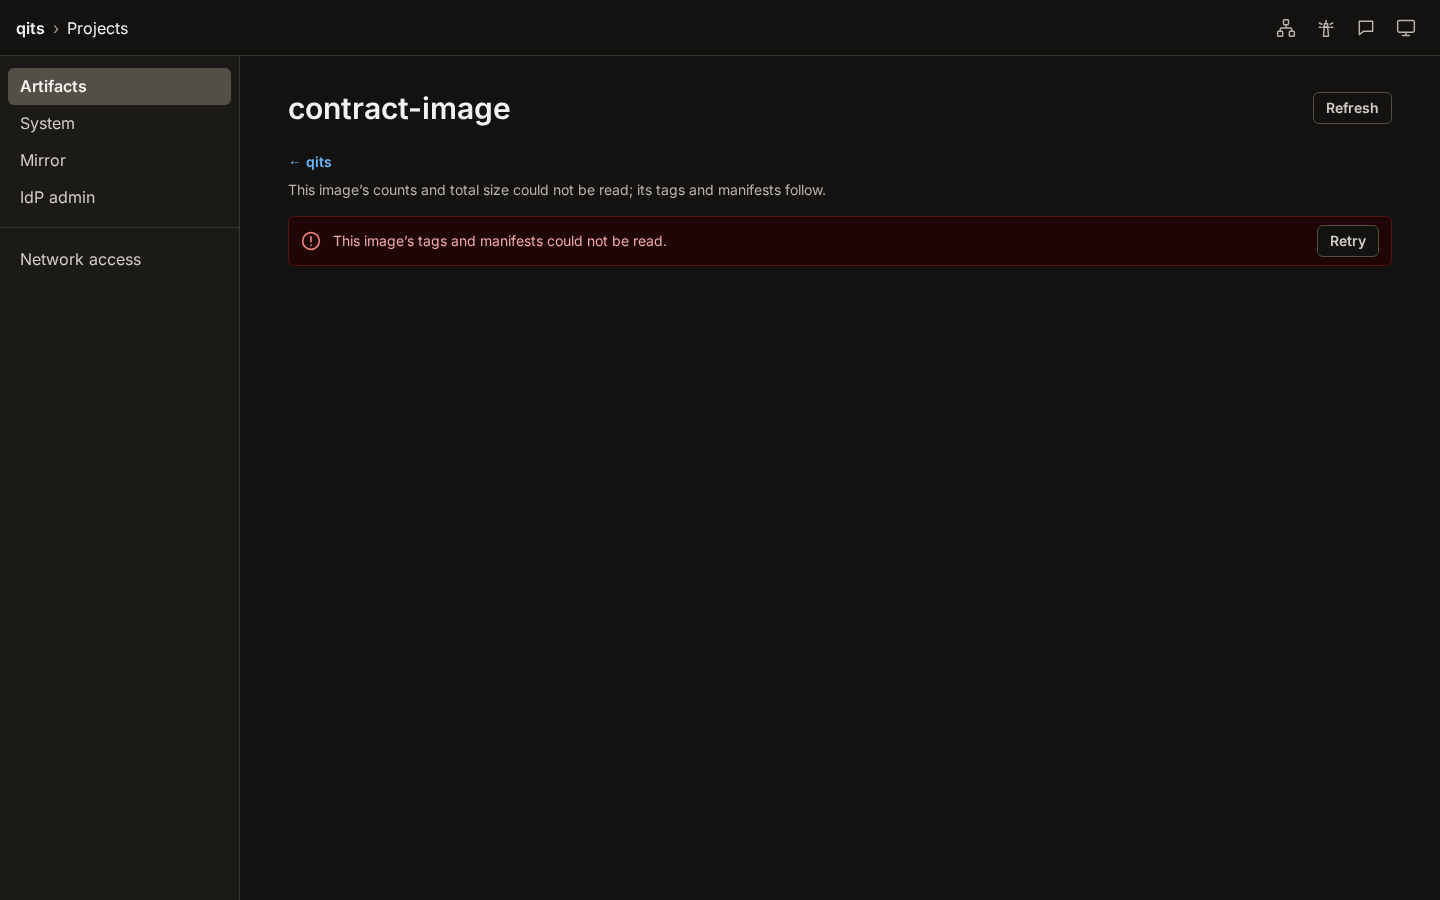 qits › Projects
Artifacts
System
Mirror
IdP admin
Network access
contract-image
Refresh
← qits
This image’s counts and total size could not be read; its tags and manifests follow.
This image’s tags and manifests could not be read.
Retry